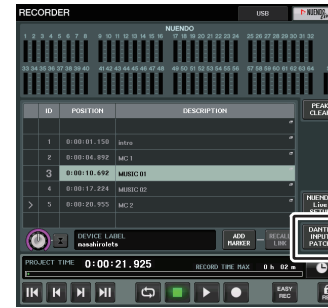 RECORDER USB NUENDO
NUENDO
1 2 3 4 5 6 7 8 9 10 11 12 13 14 15 16 17 18 19 20 21 22 23 24 25 26 27 28 29 30 31 32
33 34 35 36 37 38 39 40 41 42 43 44 45 46 47 48 49 50 51 52 53 54 55 56 57 58 59 60 61 62 63 64
PEAK
CLEAR
ID POSITION DESCRIPTION
1 0:00:01.150 Intro
2 0:00:04.892 MC 1
3 0:00:10.692 MUSIC 01
4 0:00:17.224 MUSIC 02
> 5 0:00:20.955 MC 2
NUENDO
Live
SETUP
DEVICE LABEL
nasahirolets
ADD
MARKER
RECALL
LINK
DANTE
INPUT
PATCH
PROJECT TIME 0:00:21.925 RECORD TIME MAX 0 h 02 m
EASY
REC